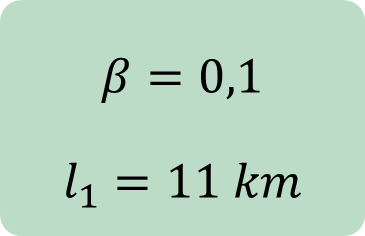 β = 0,1
l₁ = 11 km